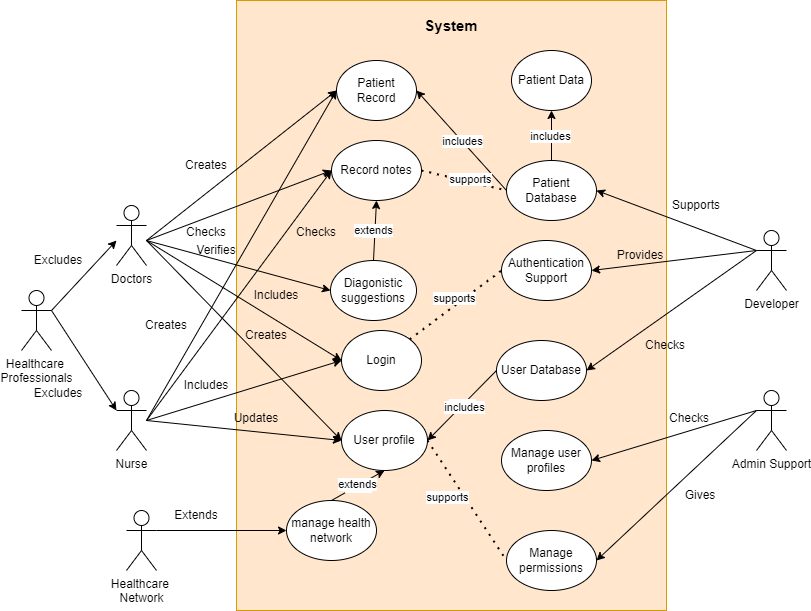 System
Patient
Record
Patient Data
includes
includes
Creates
Record notes
supports
Patient
Database
Supports
Checks
Checks
extends
Verifies
Doctors
Excludes
Authentication
Support
Provides
Diagonistic
suggestions
Includes
supports
Developer
Creates
Creates
Login
User Database
Checks
Healthcare
Professionals
Excludes
Includes
includes
Updates
User profile
Checks
Manage user
profiles
Nurse
Admin Support
extends
supports
Gives
Extends
manage health
network
Manage
permissions
Healthcare
Network